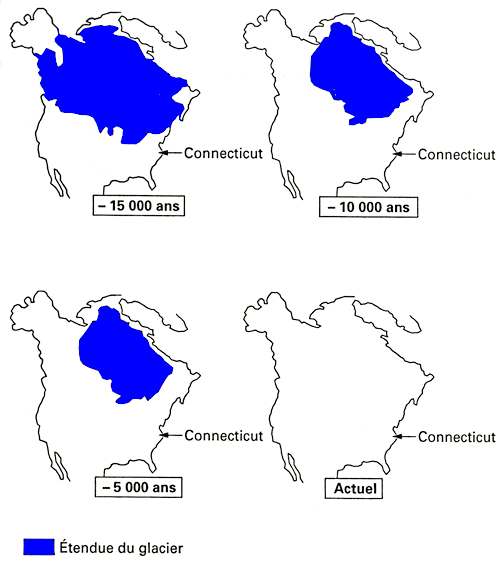 Connecticut
– 15 000 ans
Connecticut
– 10 000 ans
Connecticut
– 5 000 ans
Connecticut
Actuel
Étendue du glacier